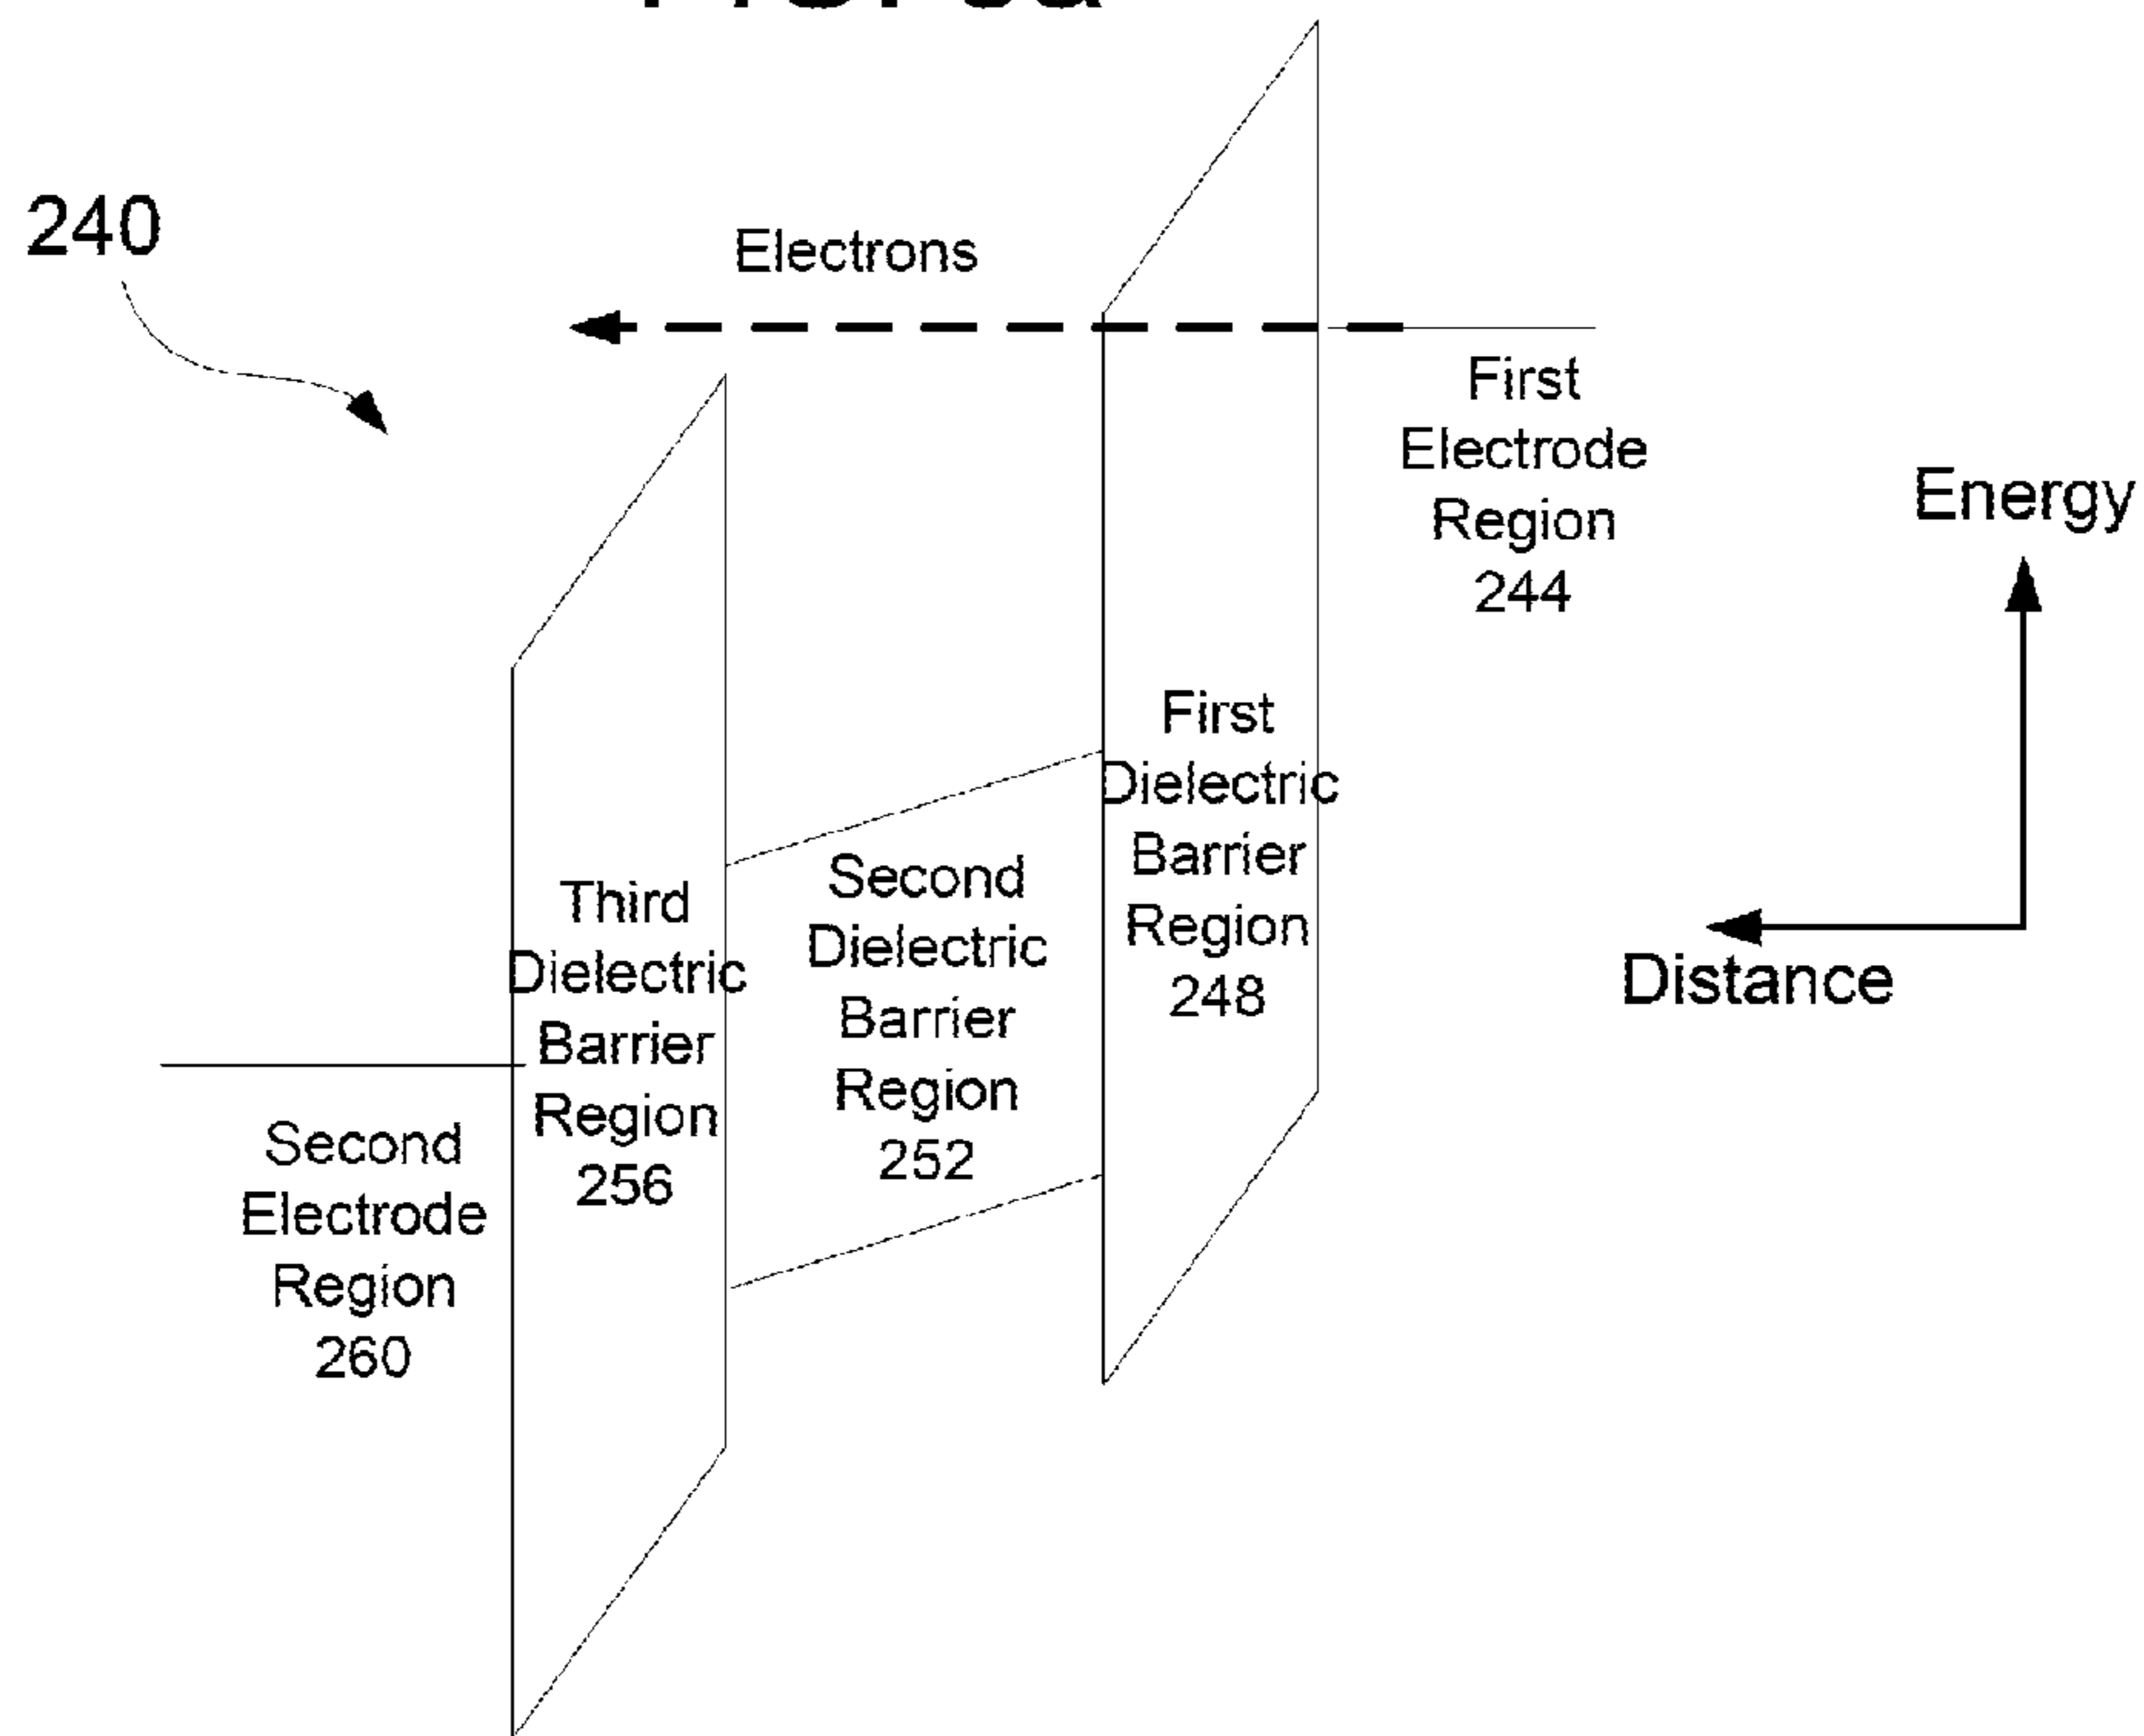 240
Electrons
First
Electrode
Region
244
Energy
Distance
First
Dielectric
Barrier
Region
248
Second
Dielectric
Barrier
Region
252
Third
Dielectric
Barrier
Region
256
Second
Electrode
Region
260